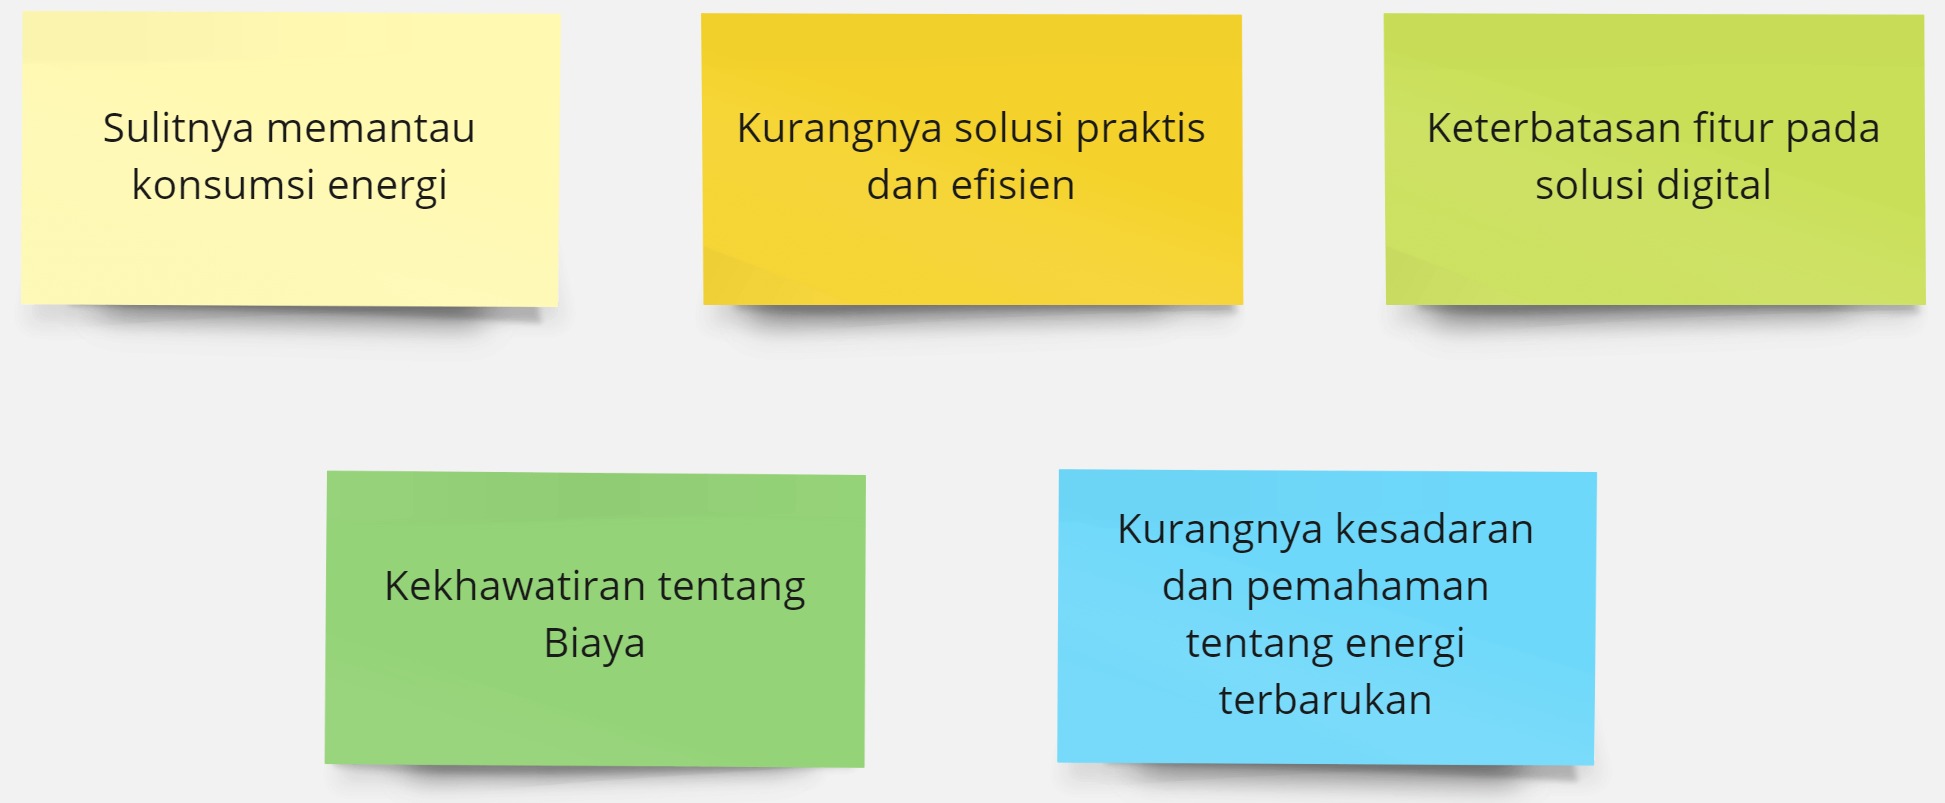 Sulitnya memantau
konsumsi energi
Kurangnya solusi praktis
dan efisien
Keterbatasan fitur pada
solusi digital
Kekhawatiran tentang
Biaya
Kurangnya kesadaran
dan pemahaman
tentang energi
terbarukan